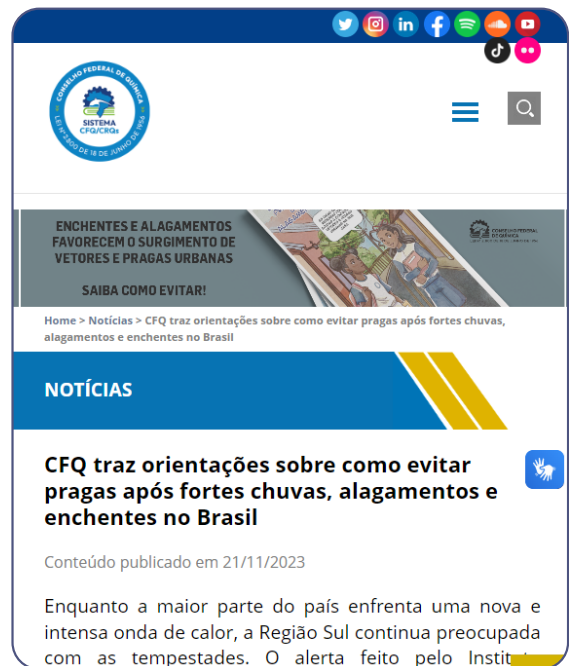 CONSELHO FEDERAL DE QUÍMICA
SISTEMA
CFQ/CRQs
LEI Nº 2.800 DE 18 DE JUNHO DE 1956
ENCHENTES E ALAGAMENTOS
FAVORECEM O SURGIMENTO DE
VETORES E PRAGAS URBANAS
SAIBA COMO EVITAR!
CONSELHO FEDERAL
DE QUÍMICA
Home > Notícias > CFQ traz orientações sobre como evitar pragas após fortes chuvas,
alagamentos e enchentes no Brasil
NOTÍCIAS
CFQ traz orientações sobre como evitar
pragas após fortes chuvas, alagamentos e
enchentes no Brasil
Conteúdo publicado em 21/11/2023
Enquanto a maior parte do país enfrenta uma nova e
intensa onda de calor, a Região Sul continua preocupada
com as tempestades. O alerta feito pelo